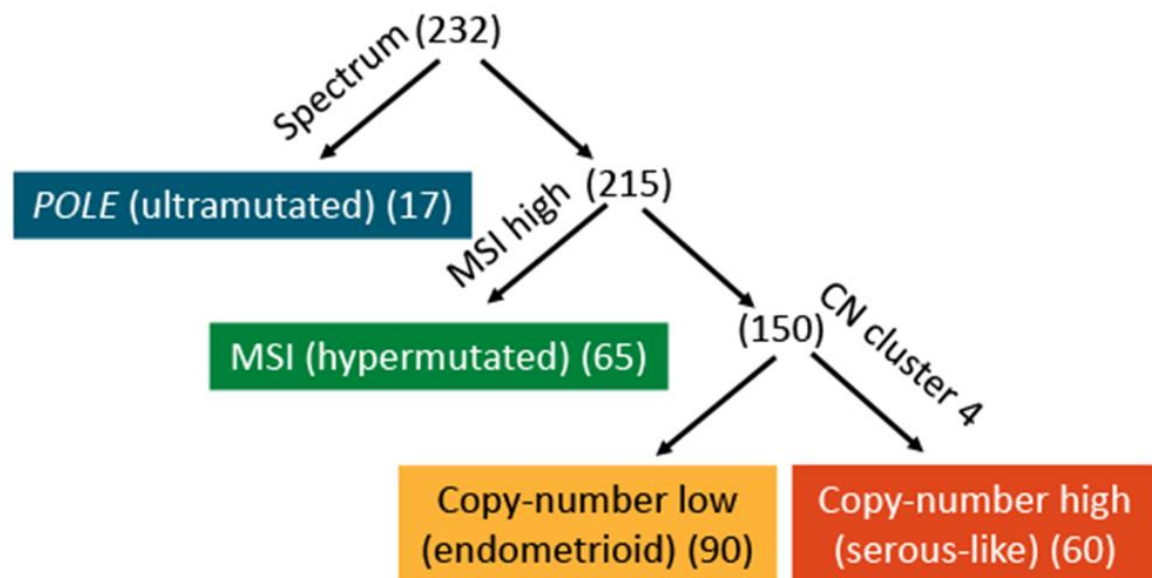 (232)
Spectrum
POLE (ultramutated) (17)
(215)
MSI high
MSI (hypermutated) (65)
(150)
CN cluster 4
Copy-number low
(endometrioid) (90)
Copy-number high
(serous-like) (60)